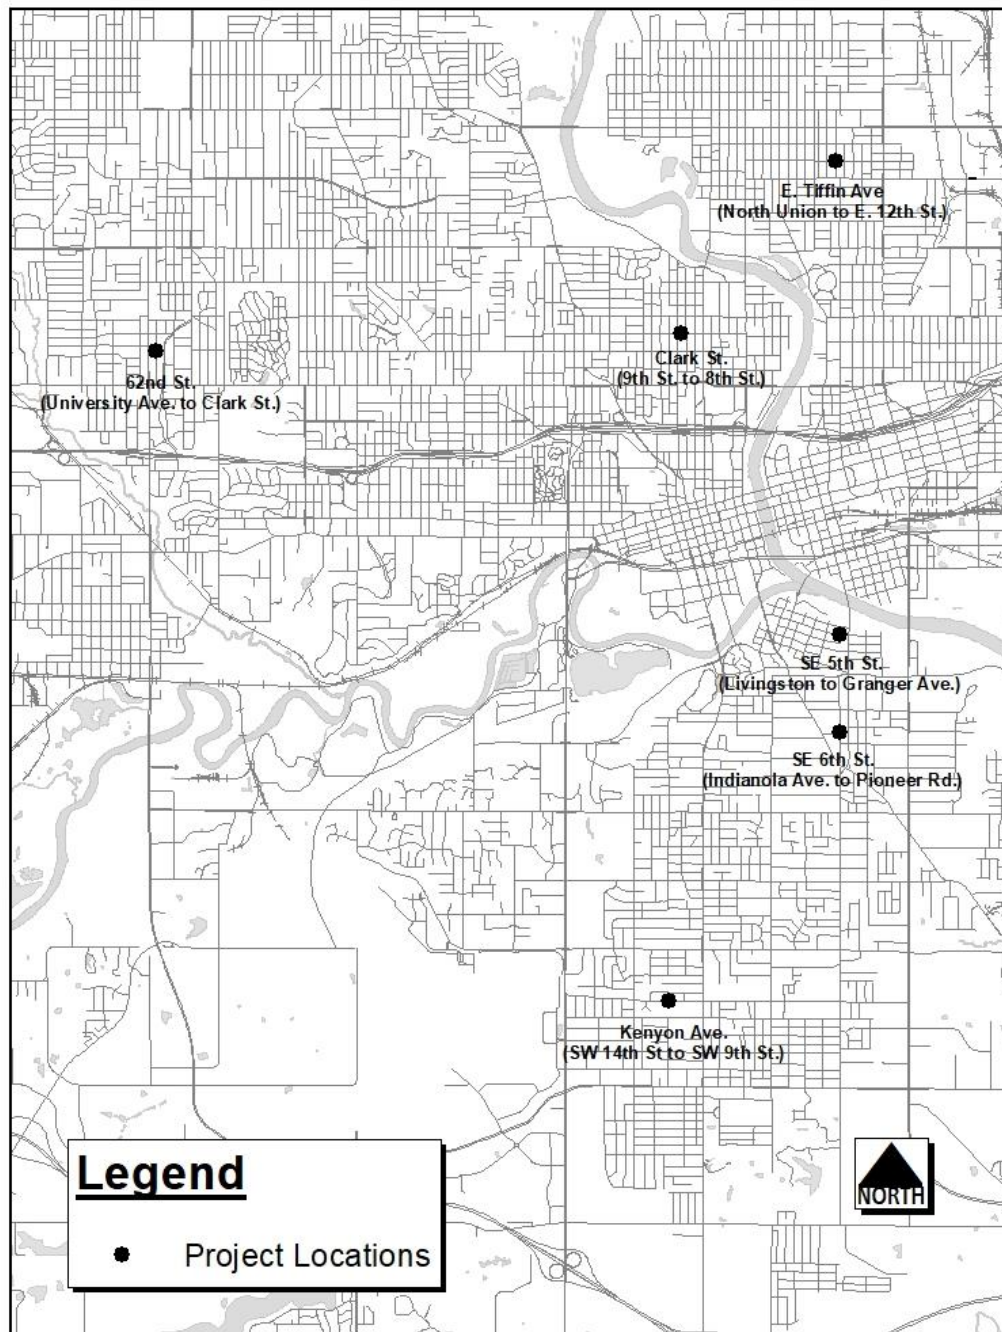 E. Tiffin Ave
(North Union to E. 12th St.)
Clark St.
(9th St. to 8th St.)
62nd St.
(University Ave. to Clark St.)
SE 5th St.
(Livingston to Granger Ave.)
SE 6th St.
(Indianola Ave. to Pioneer Rd.)
Kenyon Ave.
(SW 14th St to SW 9th St.)
Legend
Project Locations
NORTH